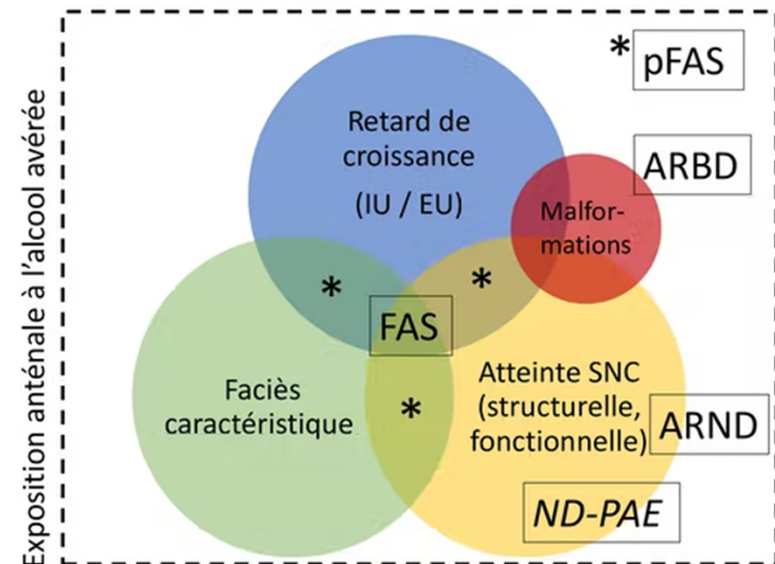 Exposition anténale à l'alcool avérée
* pFAS
Retard de
croissance
(IU / EU)
ARBD
Malfor-
mations
*
*
FAS
Faciès
caractéristique
*
Atteinte SNC
(structurelle,
fonctionnelle)
ARND
ND-PAE